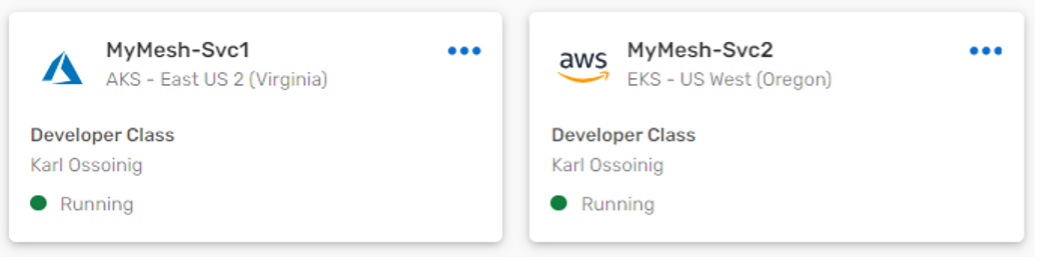 MyMesh-Svc1
AKS - East US 2 (Virginia)
Developer Class
Karl Ossoinig
Running
aws
MyMesh-Svc2
EKS - US West (Oregon)
Developer Class
Karl Ossoinig
Running